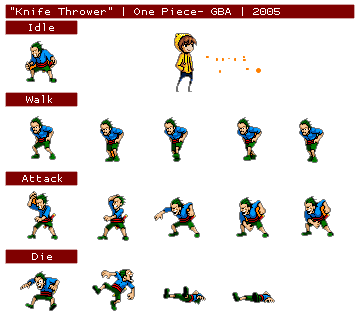 "Knife Thrower" | One Piece- GBA | 2005
Idle
Walk
Attack
Die